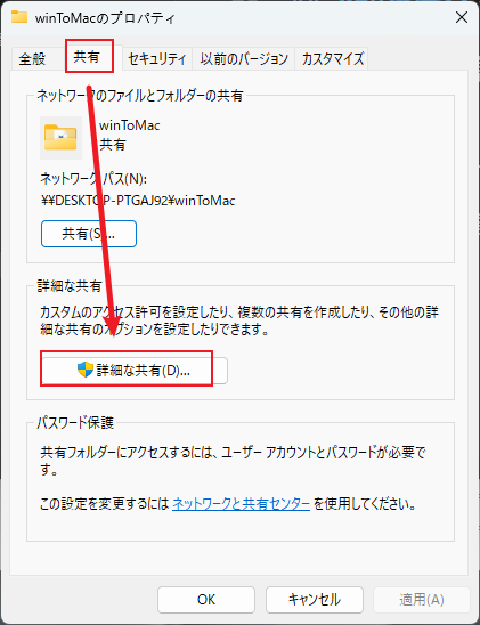 winToMacのプロパティ
全般
共有
セキュリティ
以前のバージョン
カスタマイズ
ネットワークのファイルとフォルダーの共有
winToMac
共有
ネットワーク パス(N):
¥¥DESKTOP-PTGAJ92¥winToMac
共有(S)...
詳細な共有
カスタムのアクセス許可を設定したり、複数の共有を作成したり、その他の詳
細な共有のオプションを設定したりできます。
詳細な共有(D)...
パスワード保護
共有フォルダーにアクセスするには、ユーザー アカウントとパスワードが必要で
す。
この設定を変更するには ネットワークと共有センター を使用してください。
OK
キャンセル
適用(A)